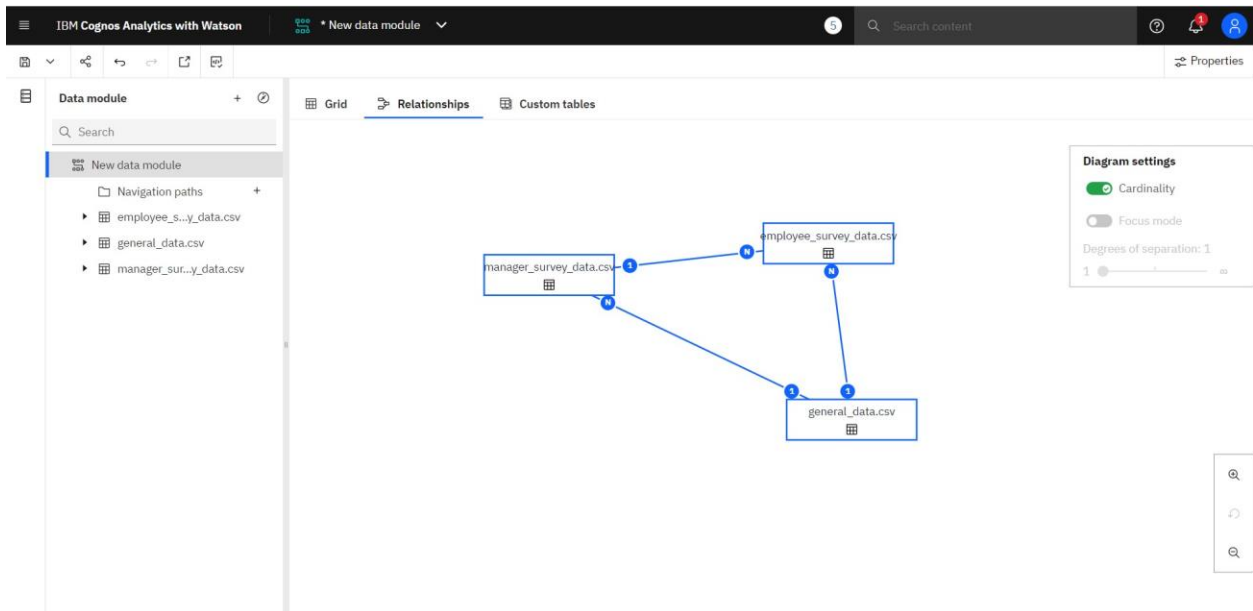 IBM Cognos Analytics with Watson
* New data module
5
Search content
1
Properties
Data module
Search
New data module
Navigation paths
employee_s...y_data.csv
general_data.csv
manager_sur...y_data.csv
Grid
Relationships
Custom tables
employee_survey_data.csv
N
manager_survey_data.csv
1
N
N
1
1
general_data.csv
Diagram settings
Cardinality
Focus mode
Degrees of separation: 1
1
∞